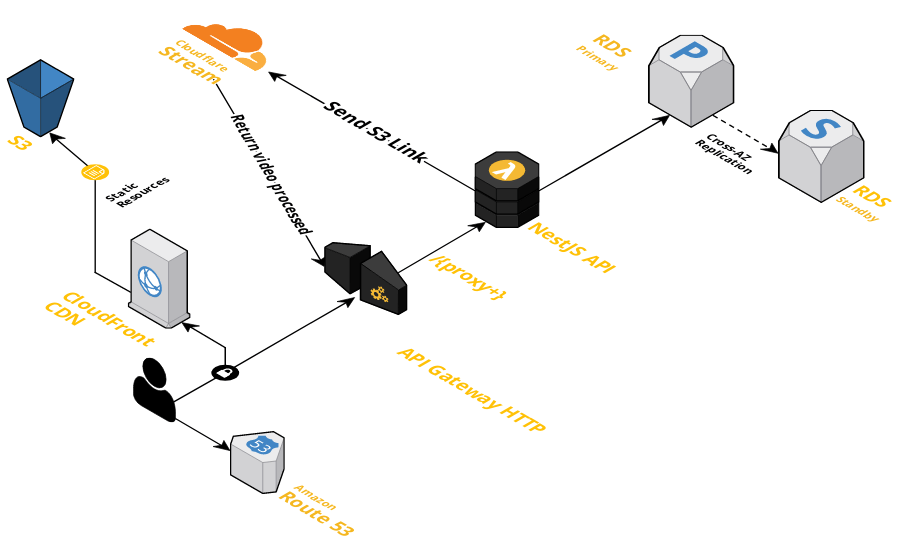 Cloudflare
Stream
RDS
Primary
P
S
Cross-AZ
Replication
RDS
Standby
S3
Static
Resources
Return video processed
Send S3 Link
λ
NestJS API
/{proxy+}
CloudFront
CDN
API Gateway HTTP
53
Amazon
Route 53